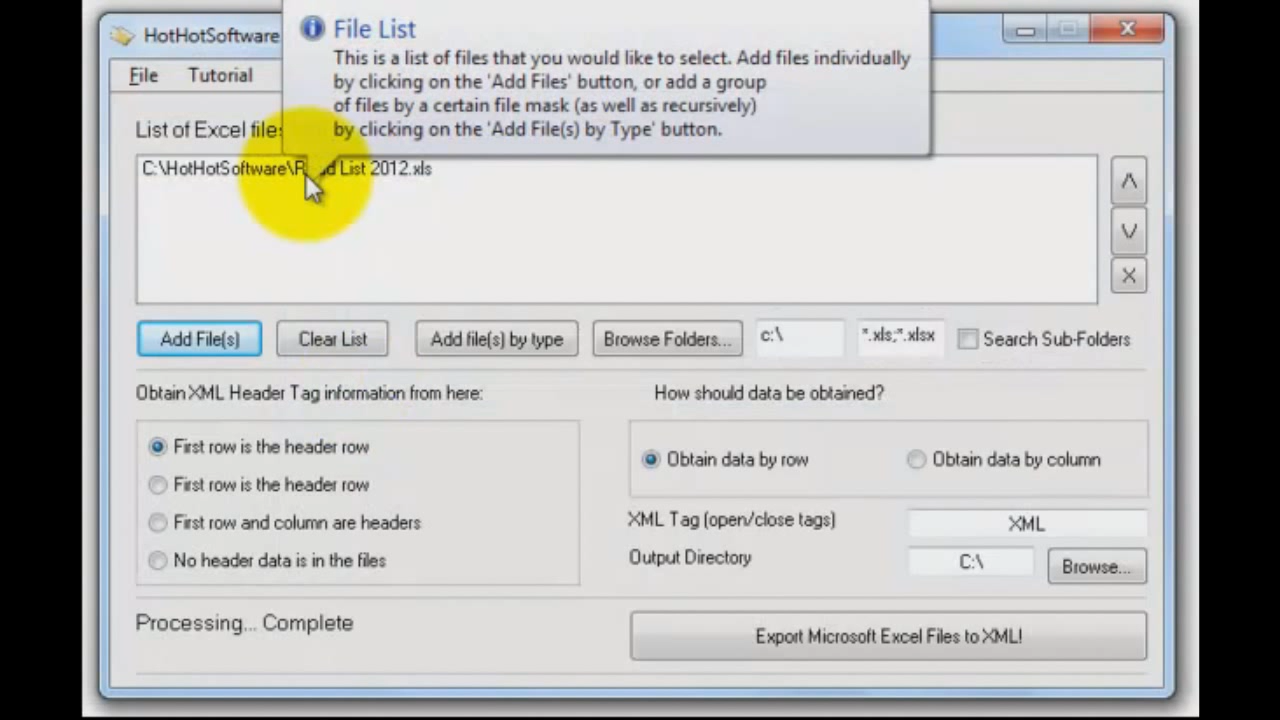 HotHotSoftware
File List
This is a list of files that you would like to select. Add files individually
by clicking on the 'Add Files' button, or add a group
of files by a certain file mask (as well as recursively)
by clicking on the 'Add File(s) by Type' button.
File Tutorial
List of Excel files
C:\HotHotSoftware\ List 2012.xls
Add File(s) Clear List Add file(s) by type Browse Folders... c:\ *.xls;*.xlsx Search Sub-Folders
Obtain XML Header Tag information from here: How should data be obtained?
First row is the header row
First row is the header row
First row and column are headers
No header data is in the files
Obtain data by row Obtain data by column
XML Tag (open/close tags) XML
Output Directory C:\ Browse...
Processing... Complete
Export Microsoft Excel Files to XML!